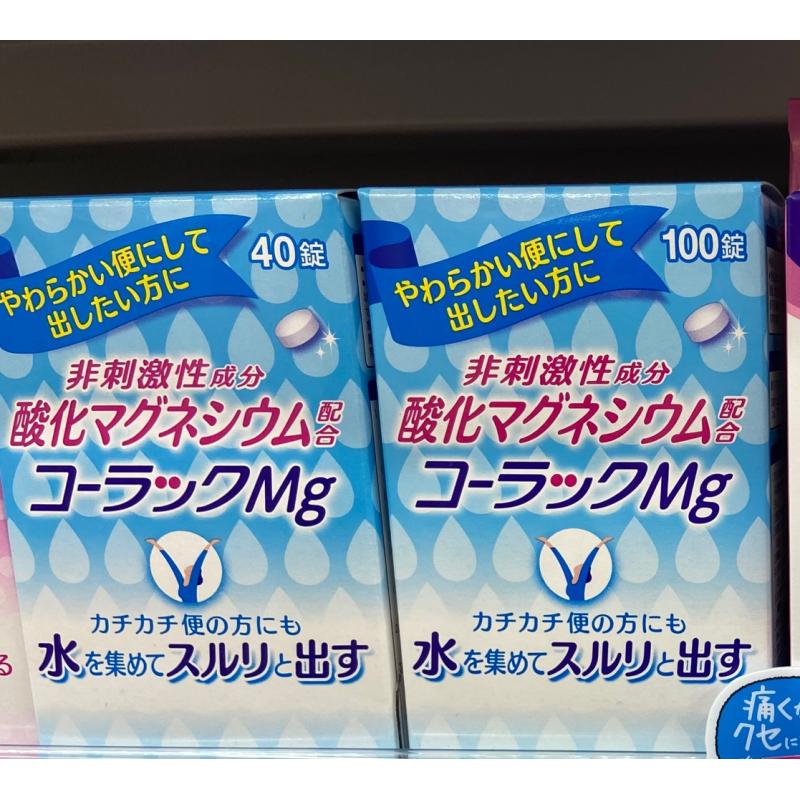 やわらかい便にして
出したい方に
40錠
非刺激性成分
酸化マグネシウム配合
コーラックMg
カチカチ便の方にも
水を集めてスルリと出す
やわらかい便にして
出したい方に
100錠
非刺激性成分
酸化マグネシウム配合
コーラックMg
カチカチ便の方にも
水を集めてスルリと出す
る
痛く
クセに